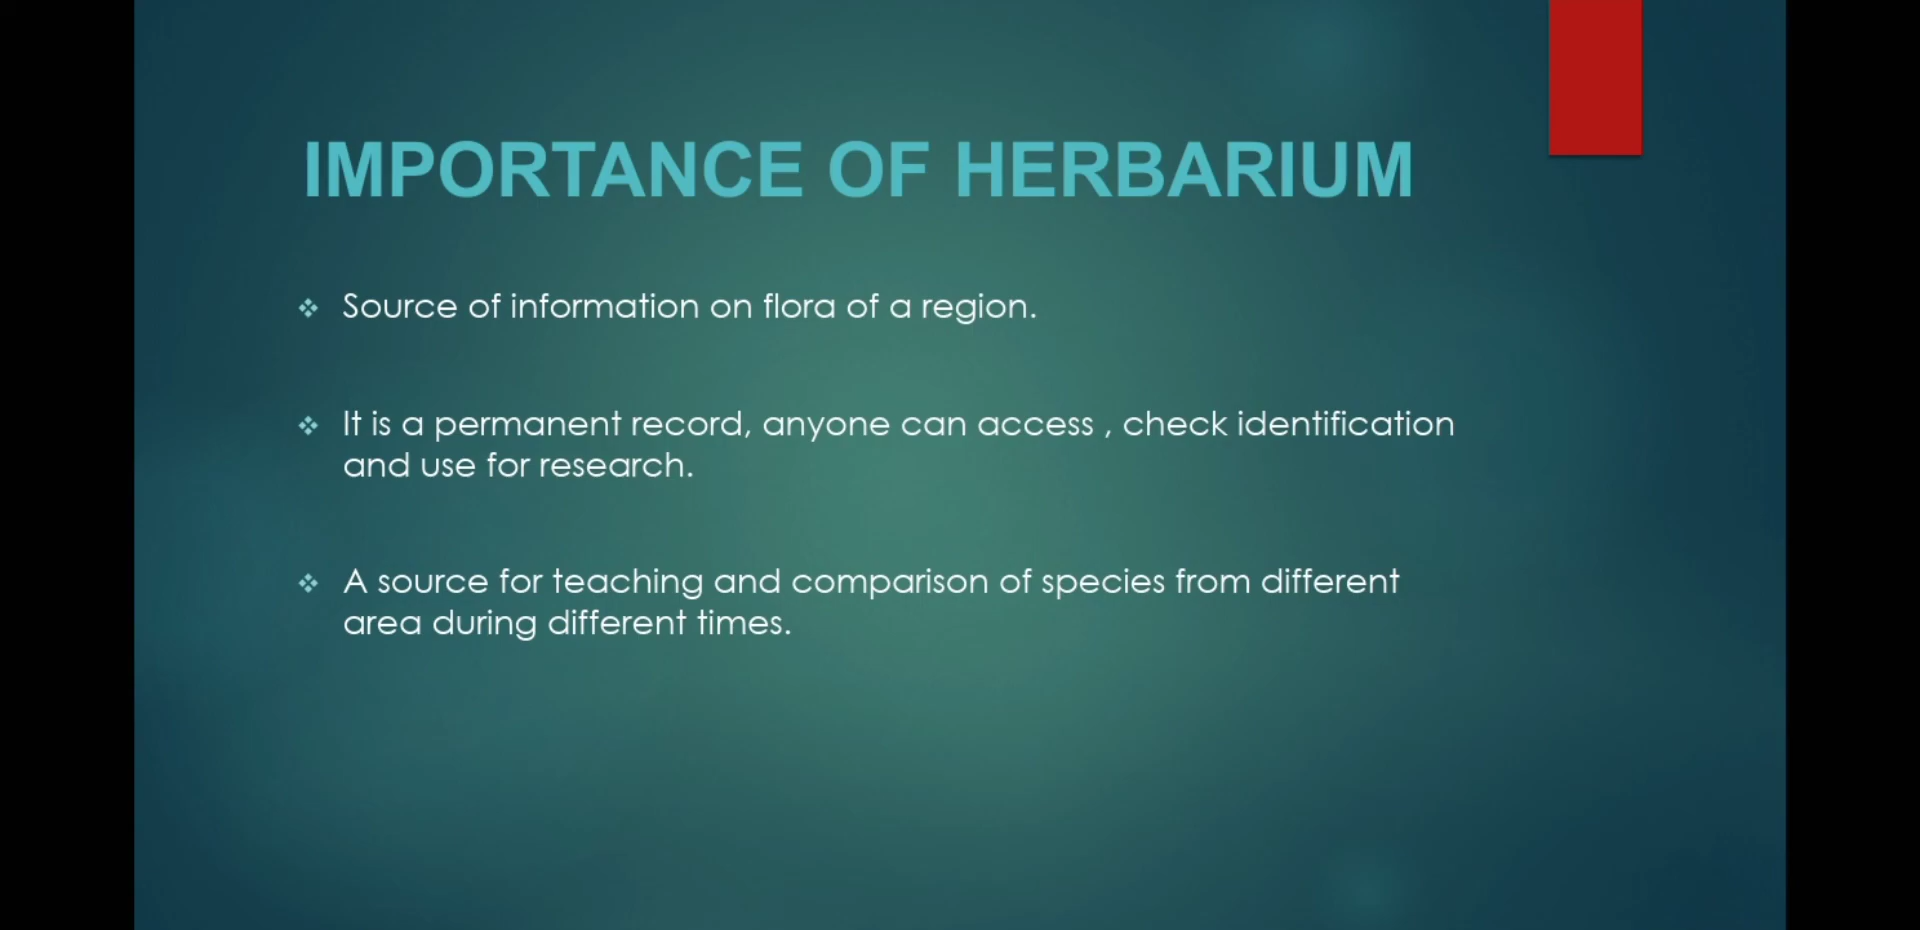 IMPORTANCE OF HERBARIUM
❖ Source of information on flora of a region.
❖ It is a permanent record, anyone can access , check identification
and use for research.
❖ A source for teaching and comparison of species from different
area during different times.